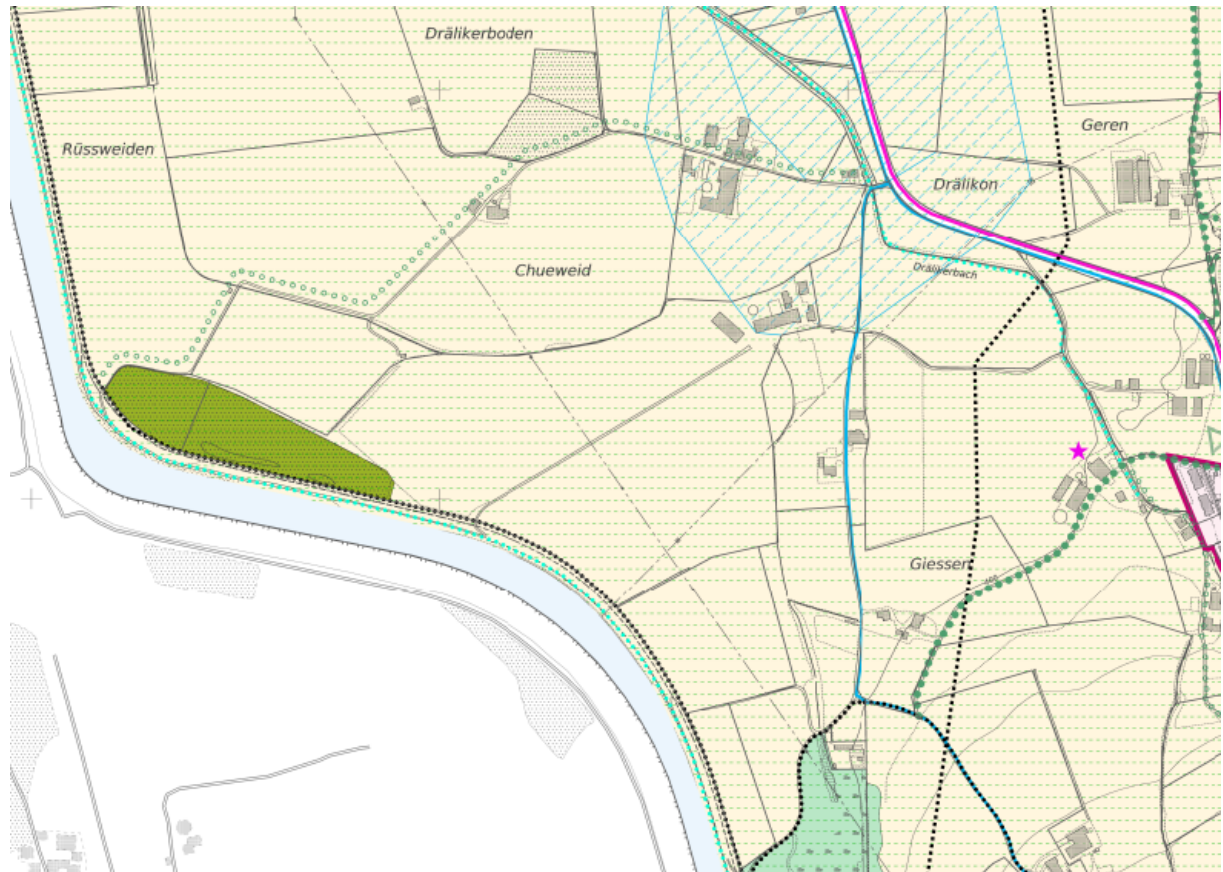 Drälikerboden
Rüssweiden
Geren
Drälikon
Chueweid
Drälikerbach
Giessen